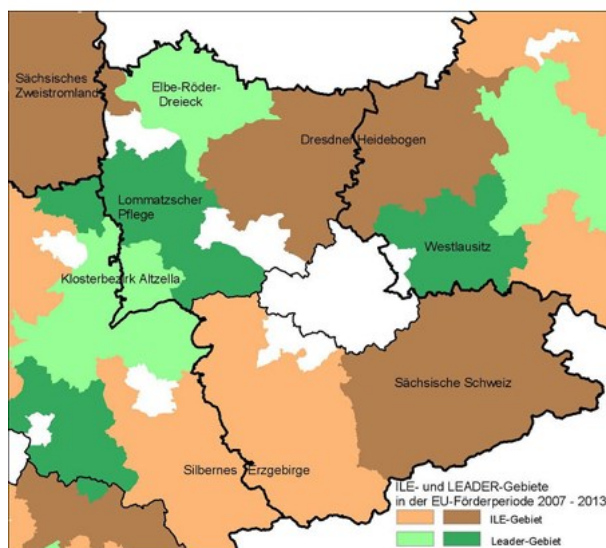 Sächsisches
Zweistromland
Elbe-Röder-
Dreieck
Dresdner Heidebogen
Lommatzscher
Pflege
Westlausitz
Klosterbezirk Altzella
Sächsische Schweiz
Silbernes Erzgebirge
ILE- und LEADER-Gebiete
in der EU-Förderperiode 2007 - 2013
ILE-Gebiet
Leader-Gebiet